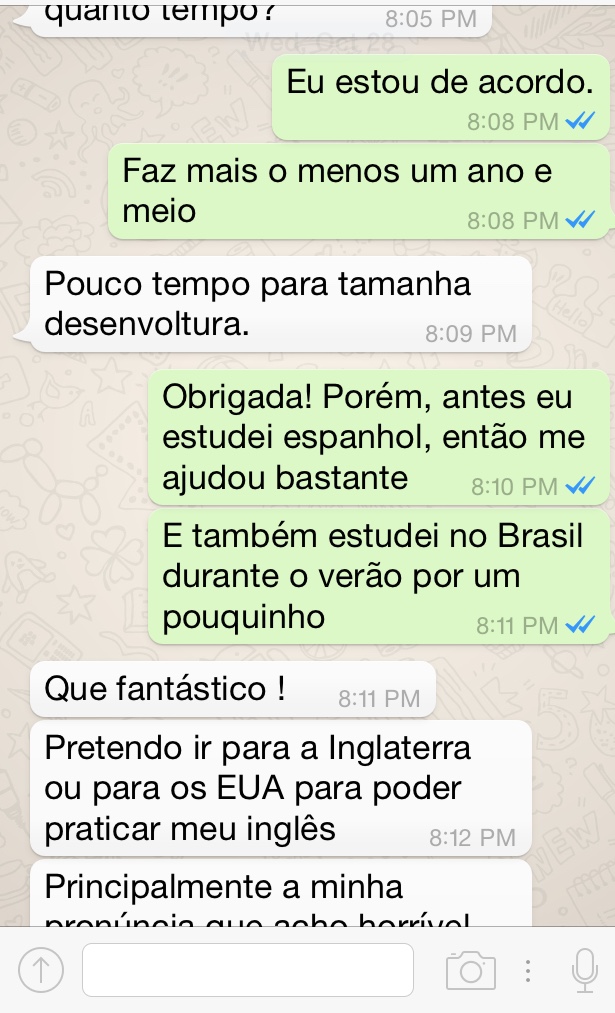 quanto tempo?
8:05 PM
Wed, Oct 28
Eu estou de acordo.
8:08 PM
Faz mais o menos um ano e
meio
8:08 PM
Pouco tempo para tamanha
desenvoltura.
8:09 PM
Obrigada! Porém, antes eu
estudei espanhol, então me
ajudou bastante
8:10 PM
E também estudei no Brasil
durante o verão por um
pouquinho
8:11 PM
Que fantástico !
8:11 PM
Pretendo ir para a Inglaterra
ou para os EUA para poder
praticar meu inglês
8:12 PM
Principalmente a minha
pronúncia que acho horrível